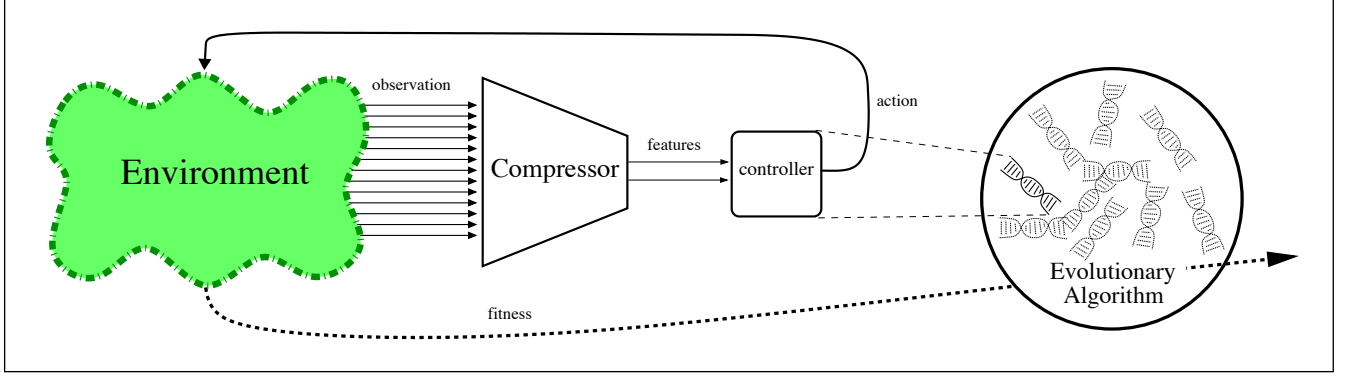 observation
Environment
Compressor
features
controller
action
Evolutionary
Algorithm
fitness